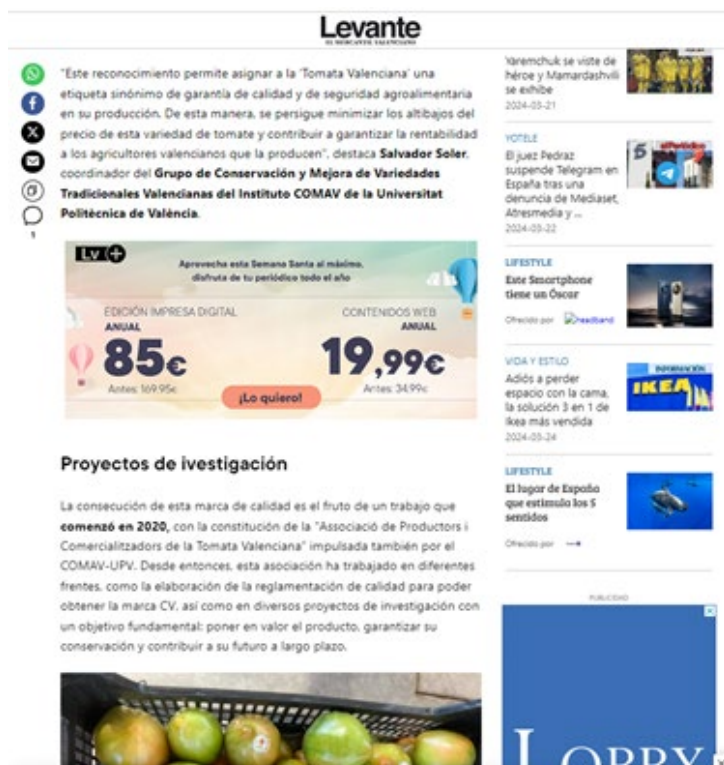 Levante
EL MERCANTIL VALENCIANO
"Este reconocimiento permite asignar a la 'Tomata Valenciana' una
etiqueta sinónimo de garantía de calidad y de seguridad agroalimentaria
en su producción. De esta manera, se persigue minimizar los altibajos del
precio de esta variedad de tomate y contribuir a garantizar la rentabilidad
a los agricultores valencianos que la producen", destaca Salvador Soler,
coordinador del Grupo de Conservación y Mejora de Variedades
Tradicionales Valencianas del Instituto COMAV de la Universitat
Politècnica de València.
1
Lv +
Aprovecha esta Semana Santa al máximo,
disfruta de tu periódico todo el año
EDICIÓN IMPRESA DIGITAL
ANUAL
85€
Antes: 169.95€
CONTENIDOS WEB
ANUAL
19,99€
Antes: 34.99€
¡Lo quiero!
Proyectos de ivestigación
La consecución de esta marca de calidad es el fruto de un trabajo que
comenzó en 2020, con la constitución de la "Associació de Productors i
Comercialitzadors de la Tomata Valenciana" impulsada también por el
COMAV-UPV. Desde entonces, esta asociación ha trabajado en diferentes
frentes, como la elaboración de la reglamentación de calidad para poder
obtener la marca CV, así como en diversos proyectos de investigación con
un objetivo fundamental: poner en valor el producto, garantizar su
conservación y contribuir a su futuro a largo plazo.
Yaremchuk se viste de
héroe y Mamardashvili
se exhibe
2024-03-21
YOTELE
El juez Pedraz
suspende Telegram en
España tras una
denuncia de Mediaset,
Atresmedia y ...
2024-03-22
5
elPeriódico
LIFESTYLE
Este Smartphone
tiene un Óscar
Ofrecido por headband
VIDA Y ESTILO
Adiós a perder
espacio con la cama,
la solución 3 en 1 de
Ikea más vendida
2024-03-24
INFORMACIÓN
IKEA
LIFESTYLE
El lugar de España
que estimula los 5
sentidos
Ofrecido por
PUBLICIDAD
LOPPY